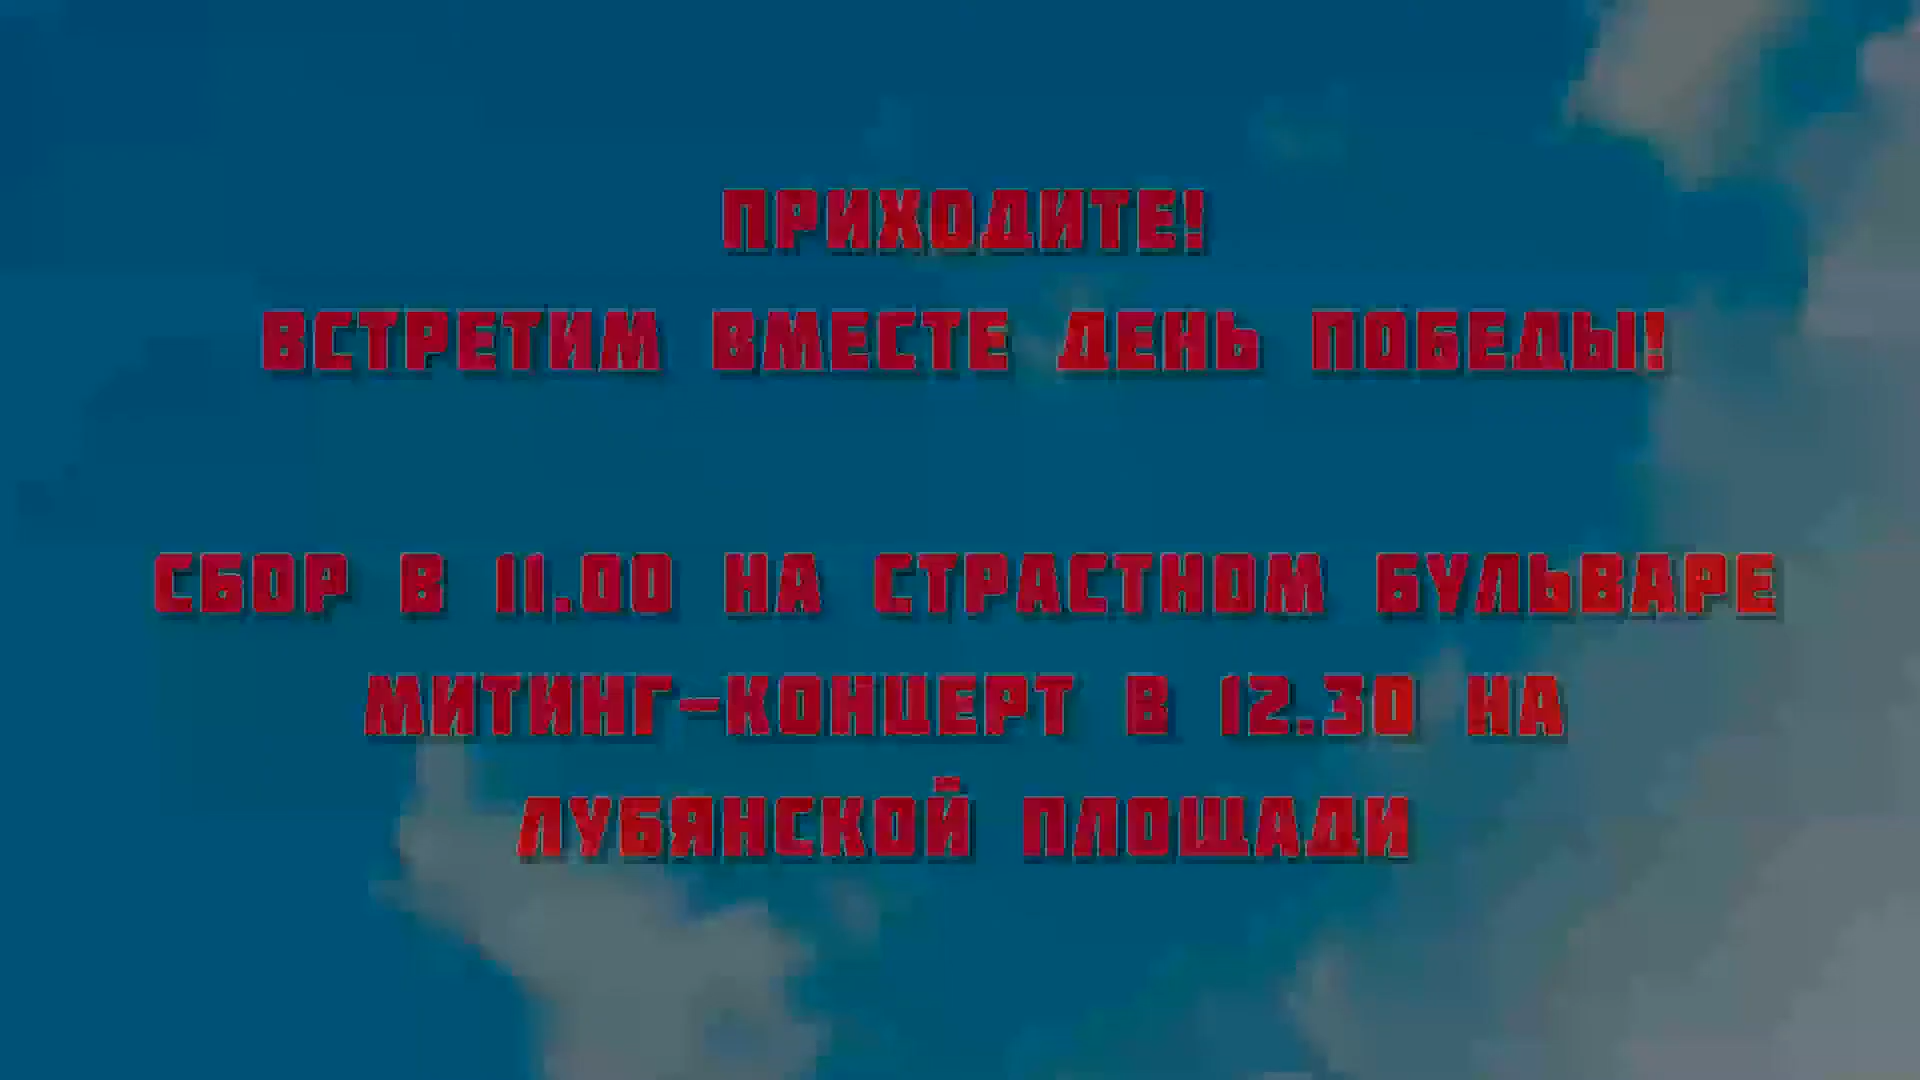 ПРИХОДИТЕ!
ВСТРЕТИМ ВМЕСТЕ ДЕНЬ ПОБЕДЫ!
СБОР В 11.00 НА СТРАСТНОМ БУЛЬВАРЕ
МИТИНГ-КОНЦЕРТ В 12.30 НА
ЛУБЯНСКОЙ ПЛОЩАДИ